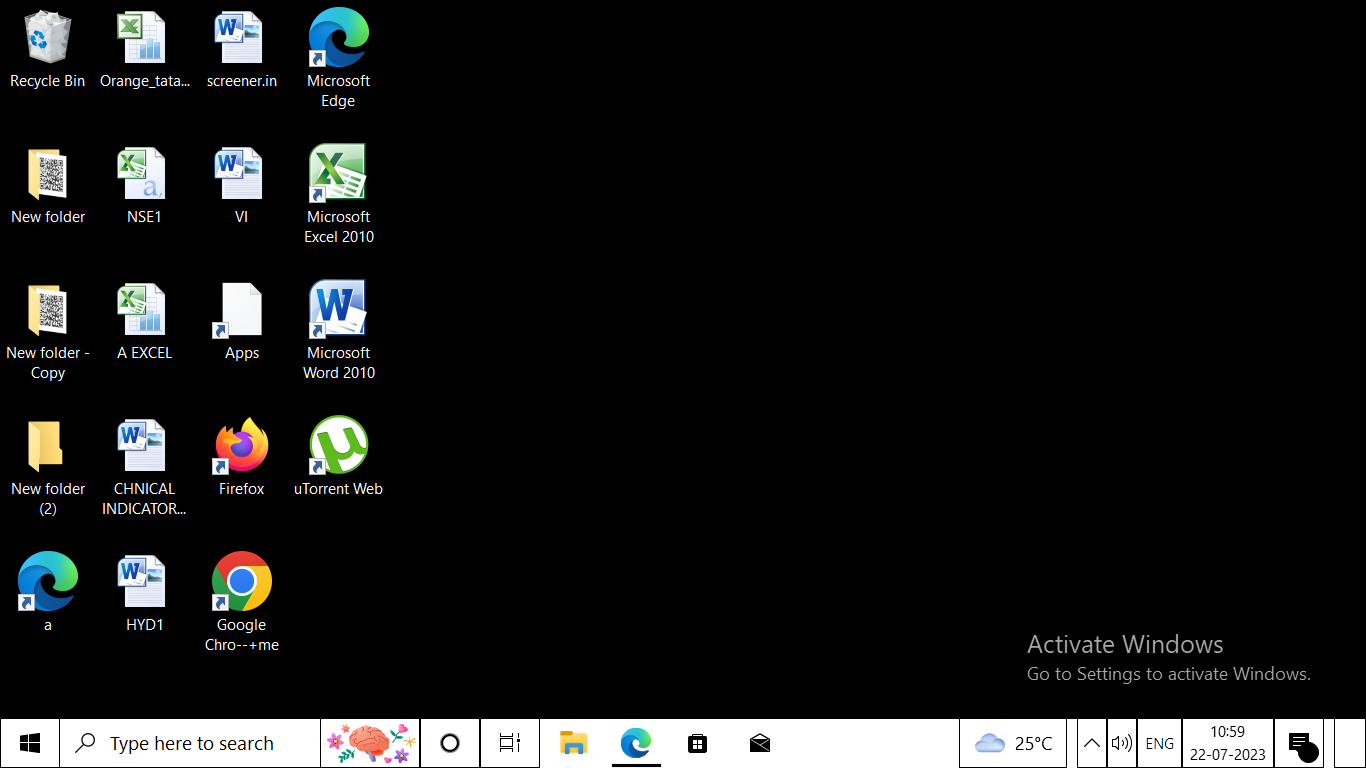 Recycle Bin
Orange_tata...
screener.in
Microsoft
Edge
New folder
NSE1
VI
Microsoft
Excel 2010
New folder -
Copy
A EXCEL
Apps
Microsoft
Word 2010
New folder
(2)
CHNICAL
INDICATOR...
Firefox
uTorrent Web
a
HYD1
Google
Chro--+me
Activate Windows
Go to Settings to activate Windows.
Type here to search
25°C
ENG
10:59
22-07-2023